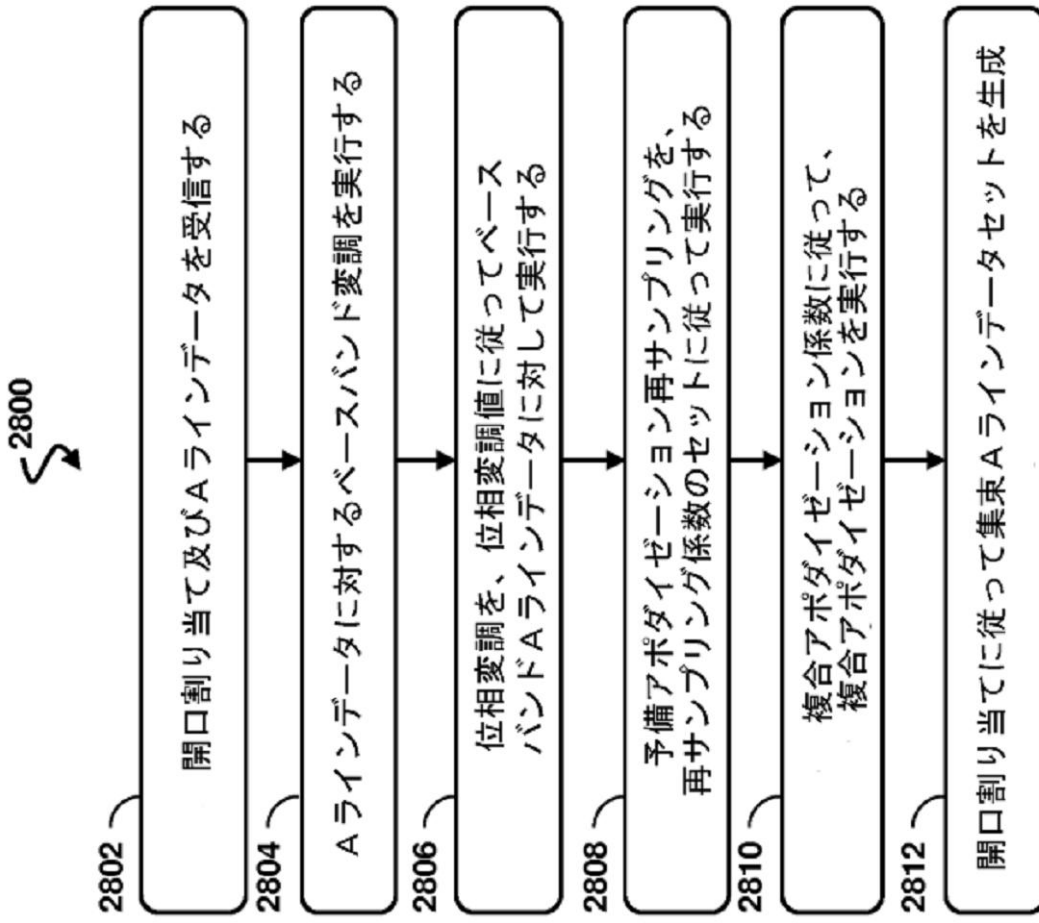 2800
2802
開口割り当て及びAラインデータを受信する
2804
Aラインデータに対するベースバンド変調を実行する
2806
位相変調を、位相変調値に従ってベース
バンドAラインデータに対して実行する
2808
予備アポダイゼーション再サンプリングを、
再サンプリング係数のセットに従って実行する
2810
複合アポダイゼーション係数に従って、
複合アポダイゼーションを実行する
2812
開口割り当てに従って集束Aラインデータセットを生成